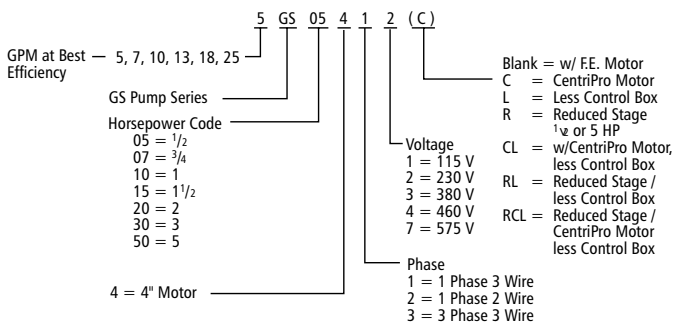 5 GS 05 4 1 2 (C)
GPM at Best Efficiency
5, 7, 10, 13, 18, 25
GS Pump Series
Horsepower Code
05 = 1/2
07 = 3/4
10 = 1
15 = 11/2
20 = 2
30 = 3
50 = 5
4 = 4" Motor
Voltage
1 = 115 V
2 = 230 V
3 = 380 V
4 = 460 V
7 = 575 V
Phase
1 = 1 Phase 3 Wire
2 = 1 Phase 2 Wire
3 = 3 Phase 3 Wire
Blank = w/ F.E. Motor
C = CentriPro Motor
L = Less Control Box
R = Reduced Stage
or 5 HP
CL = w/CentriPro Motor,
less Control Box
RL = Reduced Stage /
less Control Box
RCL = Reduced Stage /
CentriPro Motor
less Control Box